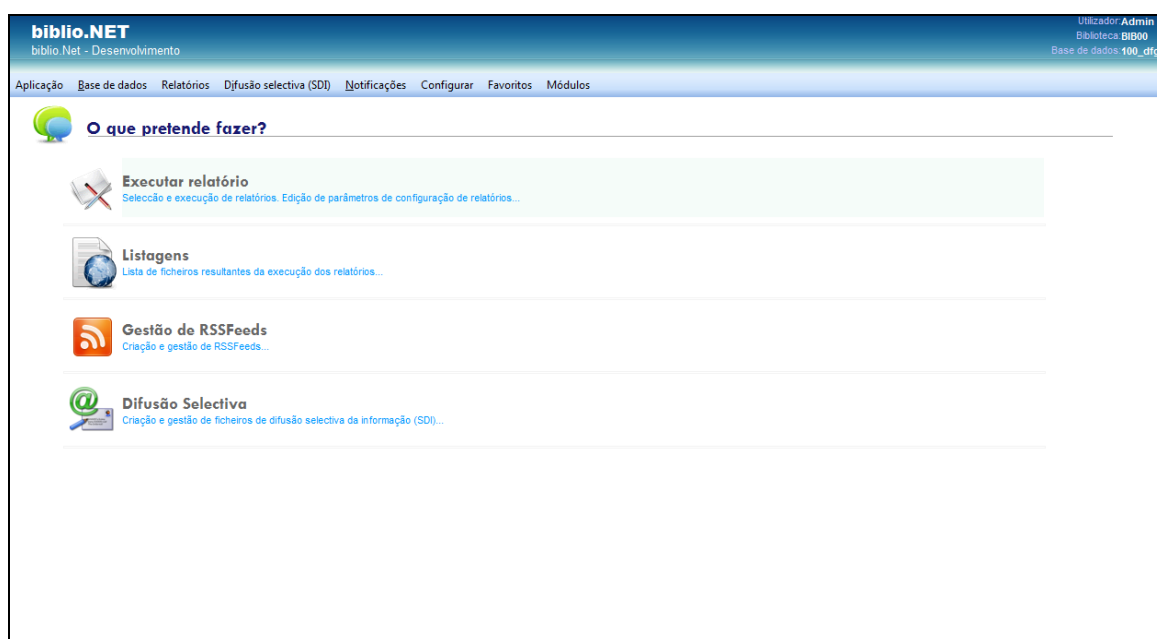 biblio.NET
biblio.Net - Desenvolvimento
Utilizador:Admin
Biblioteca:BIB00
Base de dados:100_dfg
Aplicação Base de dados Relatórios Difusão selectiva (SDI) Notificações Configurar Favoritos Módulos
O que pretende fazer?
Executar relatório
Selecção e execução de relatórios. Edição de parâmetros de configuração de relatórios...
Listagens
Lista de ficheiros resultantes da execução dos relatórios...
Gestão de RSSFeeds
Criação e gestão de RSSFeeds...
Difusão Selectiva
Criação e gestão de ficheiros de difusão selectiva da informação (SDI)...